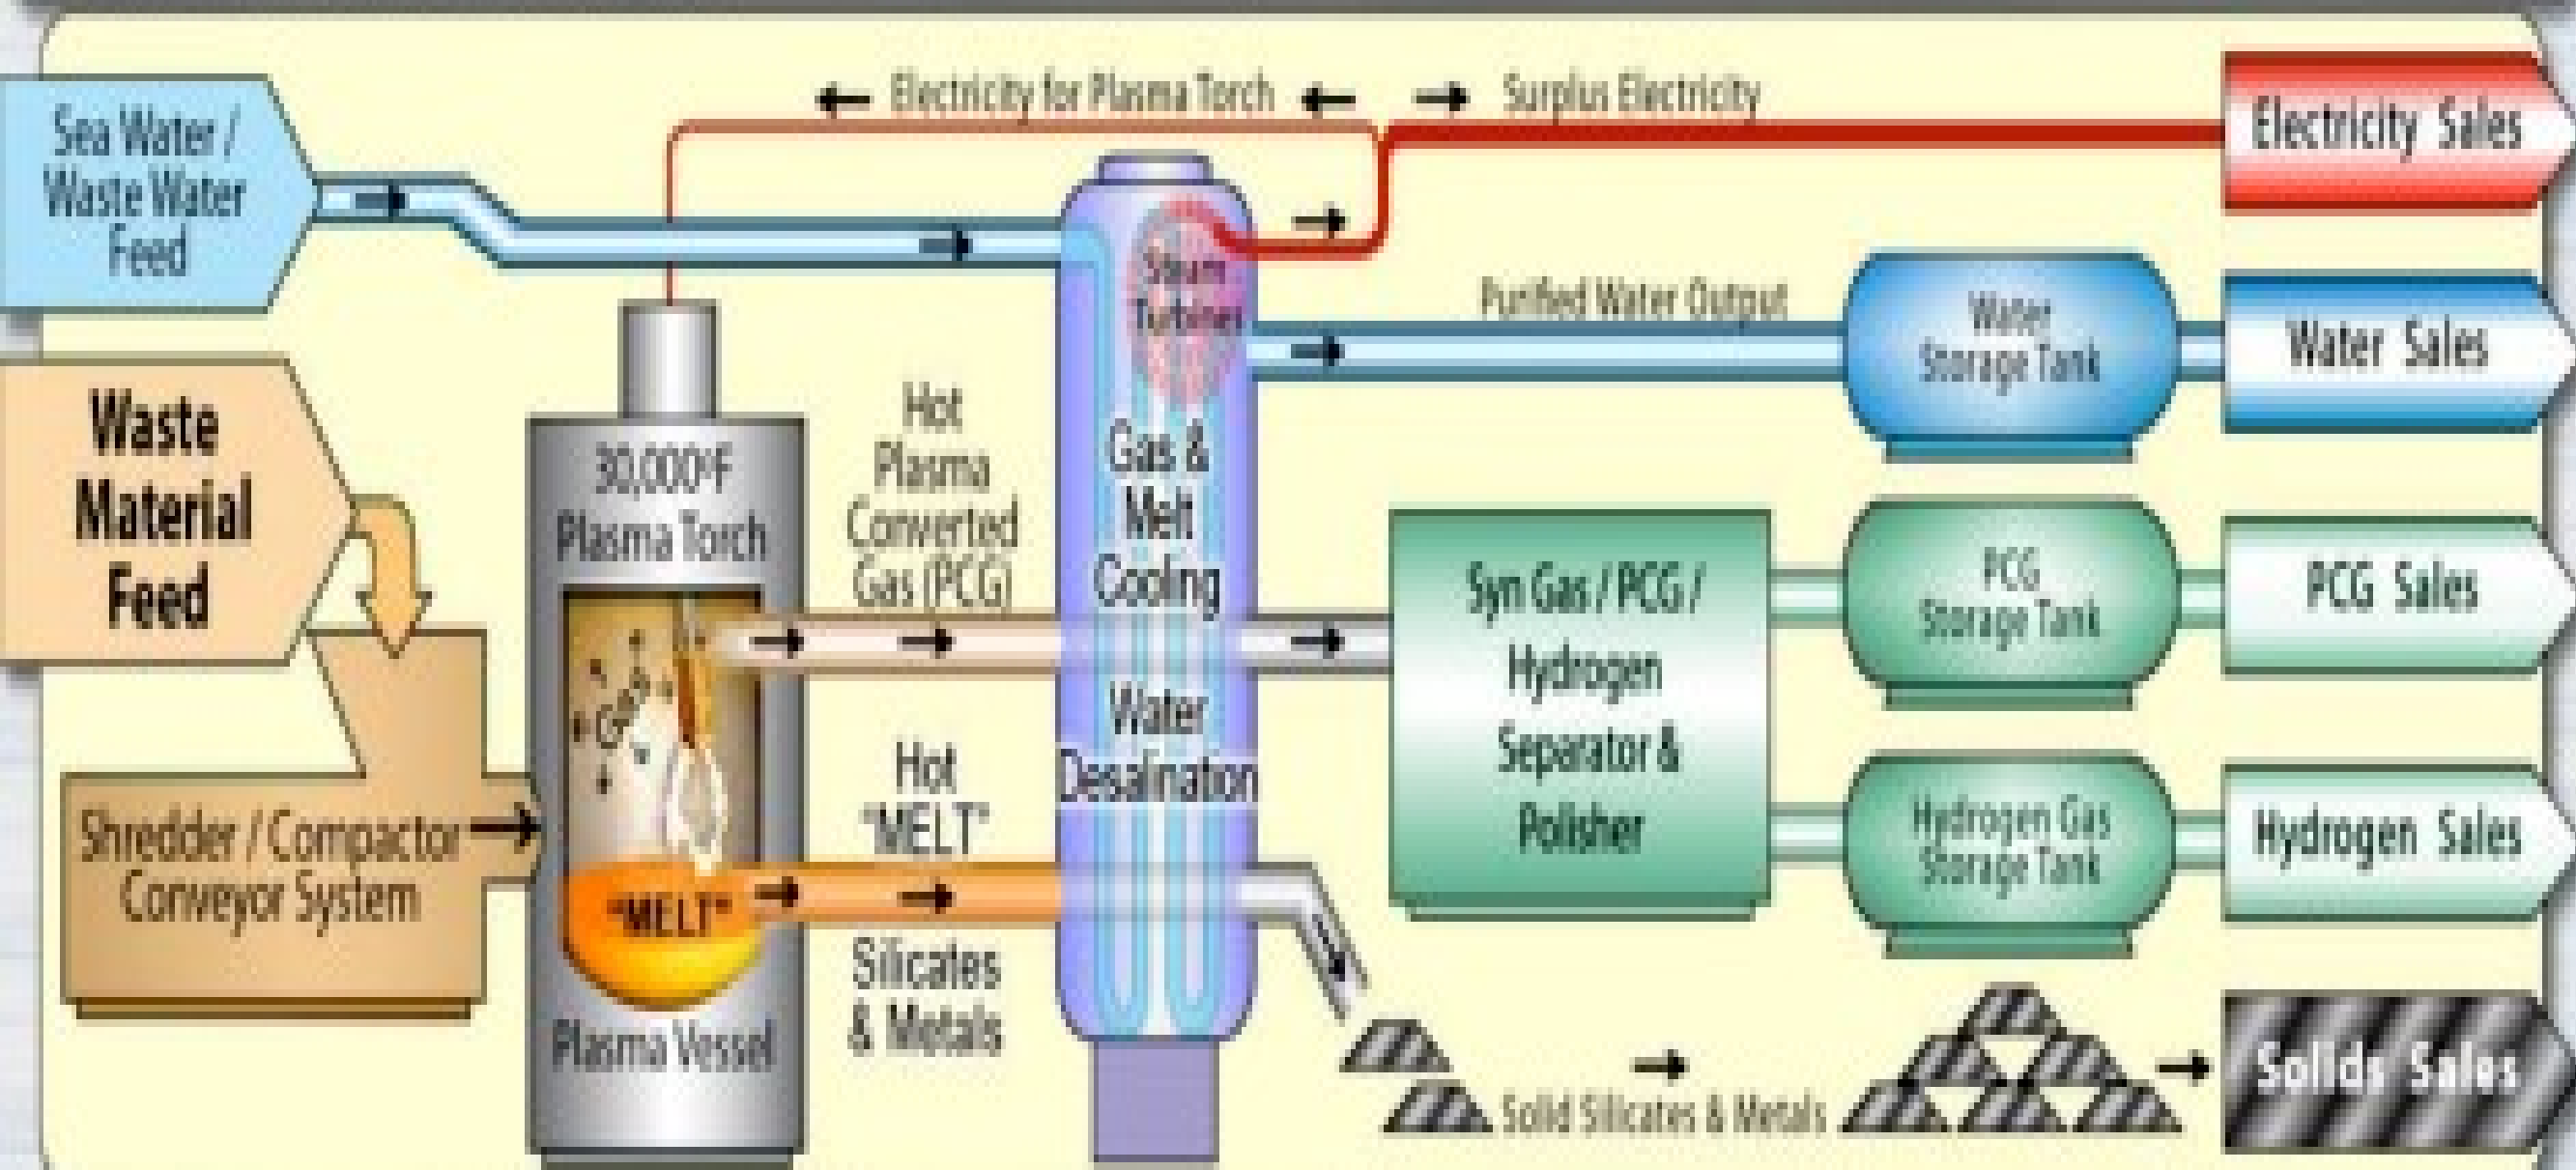 Electricity for Plasma Torch
Surplus Electricity
Electricity Sales
Sea Water /
Waste Water
Feed
Steam
Turbines
Purified Water Output
Water
Storage Tank
Water Sales
Waste
Material
Feed
30,000°F
Plasma Torch
Hot
Plasma
Converted
Gas (PCG)
Gas &
Melt
Cooling
Water
Desalination
Syn Gas / PCG /
Hydrogen
Separator &
Polisher
PCG
Storage Tank
PCG Sales
Shredder / Compactor
Conveyor System
"MELT"
Plasma Vessel
Hot
"MELT"
Silicates
& Metals
Hydrogen Gas
Storage Tank
Hydrogen Sales
Solid Silicates & Metals
Solids Sales